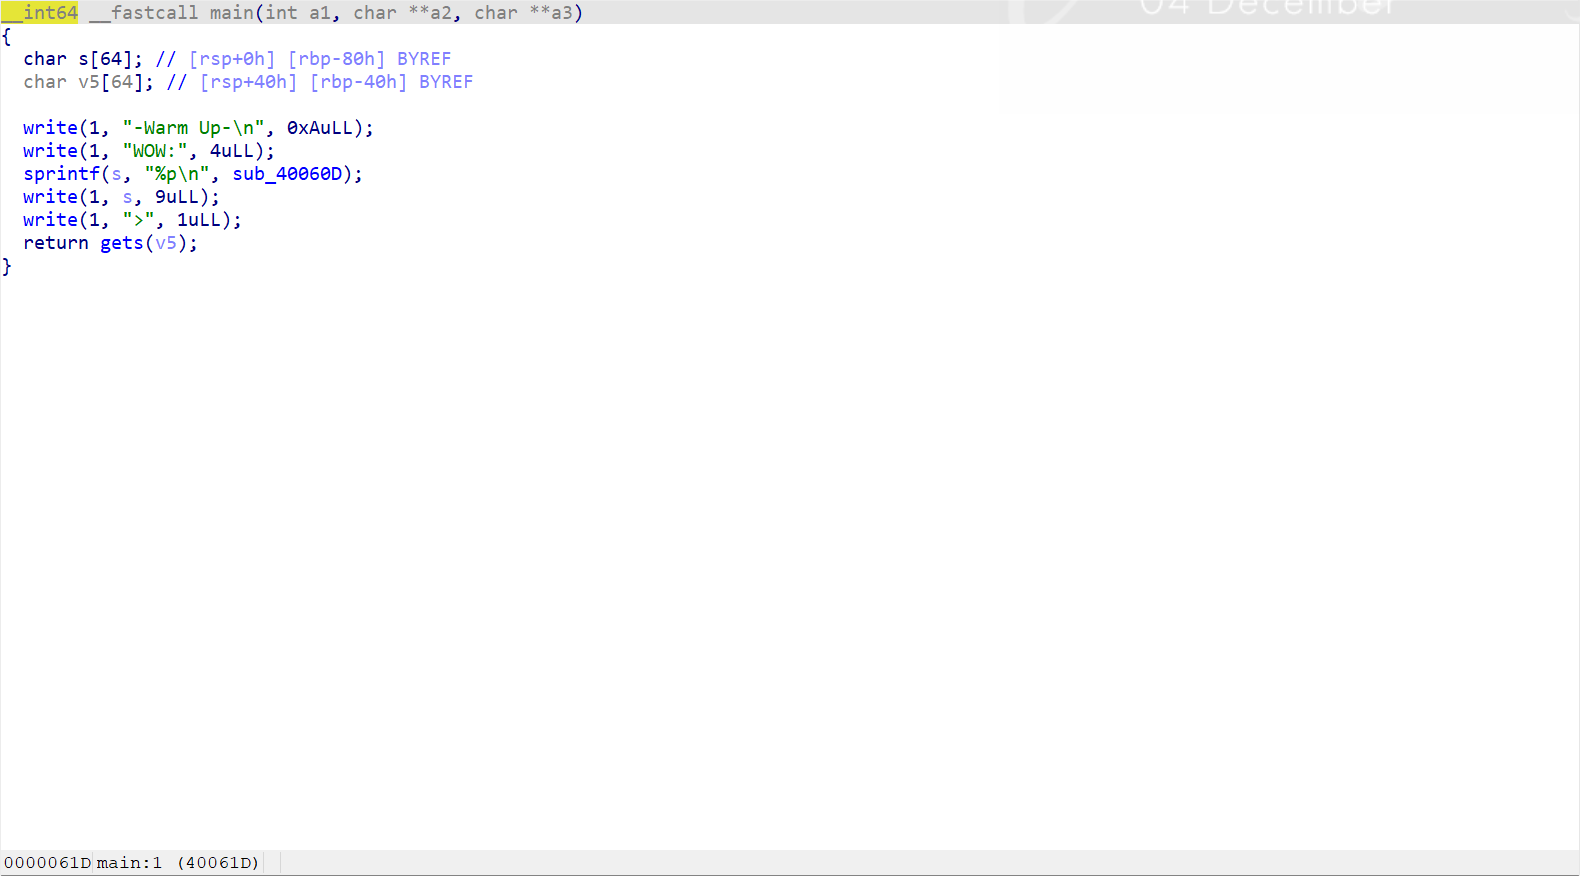 __int64 __fastcall main(int a1, char **a2, char **a3)
04 December
{
  char s[64]; // [rsp+0h] [rbp-80h] BYREF
  char v5[64]; // [rsp+40h] [rbp-40h] BYREF

  write(1, "-Warm Up-\n", 0xAuLL);
  write(1, "WOW:", 4uLL);
  sprintf(s, "%p\n", sub_40060D);
  write(1, s, 9uLL);
  write(1, ">", 1uLL);
  return gets(v5);
}
0000061D main:1 (40061D)